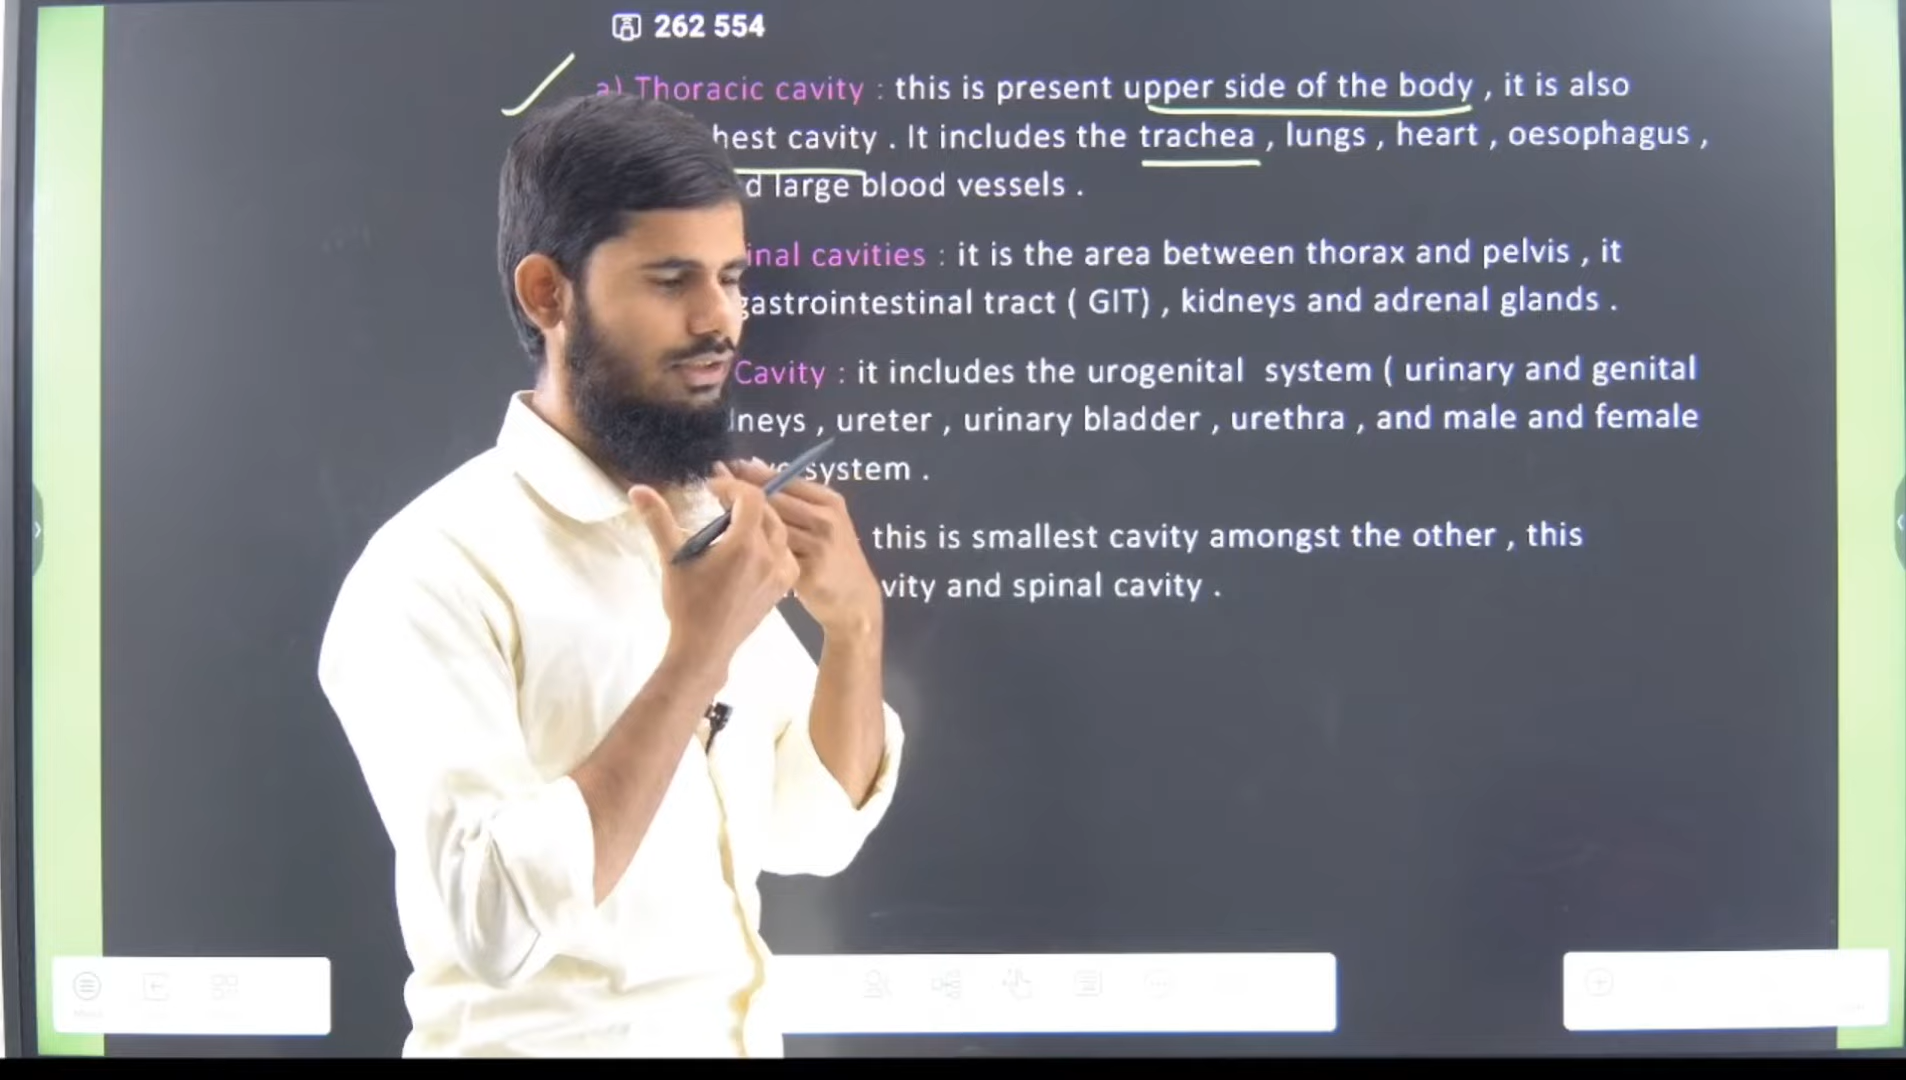 262 554
a) Thoracic cavity : this is present upper side of the body , it is also
hest cavity . It includes the trachea , lungs , heart , oesophagus ,
d large blood vessels .
inal cavities : it is the area between thorax and pelvis , it
gastrointestinal tract ( GIT) , kidneys and adrenal glands .
Cavity : it includes the urogenital system ( urinary and genital
dneys , ureter , urinary bladder , urethra , and male and female
system .
this is smallest cavity amongst the other , this
vity and spinal cavity .